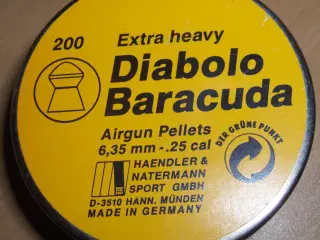 200 Extra heavy
Diabolo
Baracuda
Airgun Pellets
6,35 mm -.25 cal
DER GRÜNE PUNKT
HAENDLER &
NATERMANN
SPORT GMBH
D-3510 HANN. MÜNDEN
MADE IN GERMANY